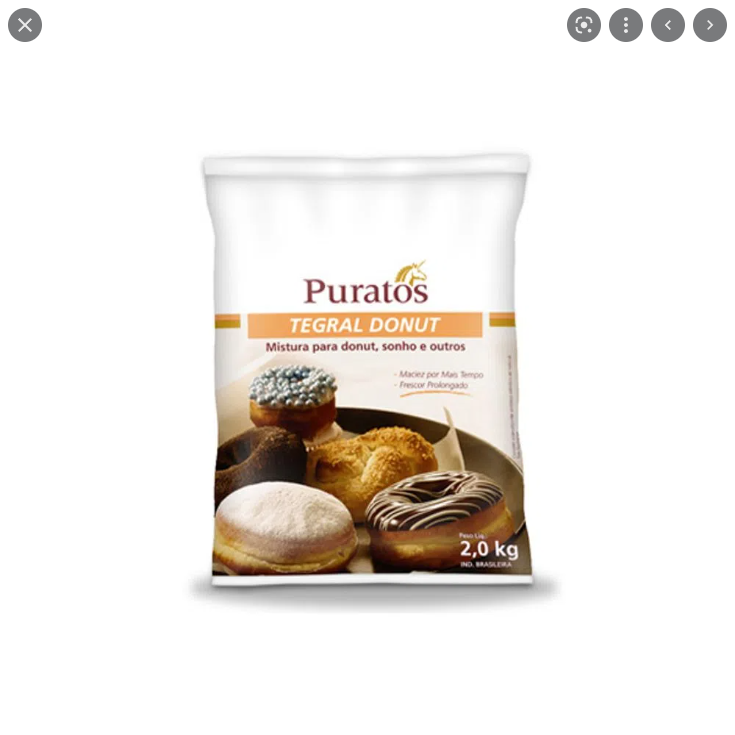 Puratos
TEGRAL DONUT
Mistura para donut, sonho e outros
- Maciez por Mais Tempo
- Frescor Prolongado
Peso Líq.
2,0 kg
IND. BRASILEIRA